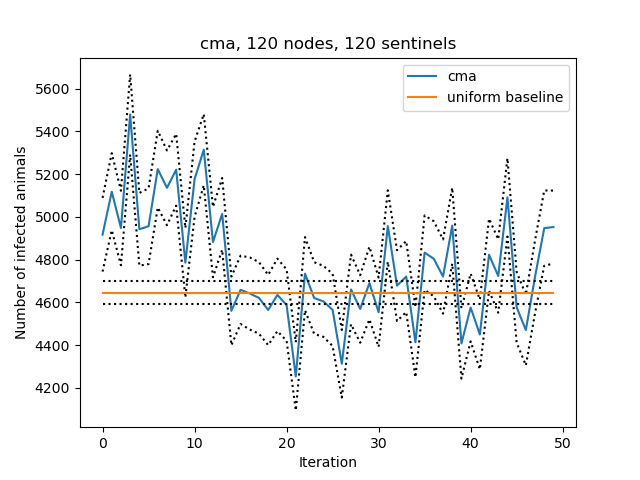 cma, 120 nodes, 120 sentinels
cma
uniform baseline
Number of infected animals
5600
5400
5200
5000
4800
4600
4400
4200
0 10 20 30 40 50
Iteration